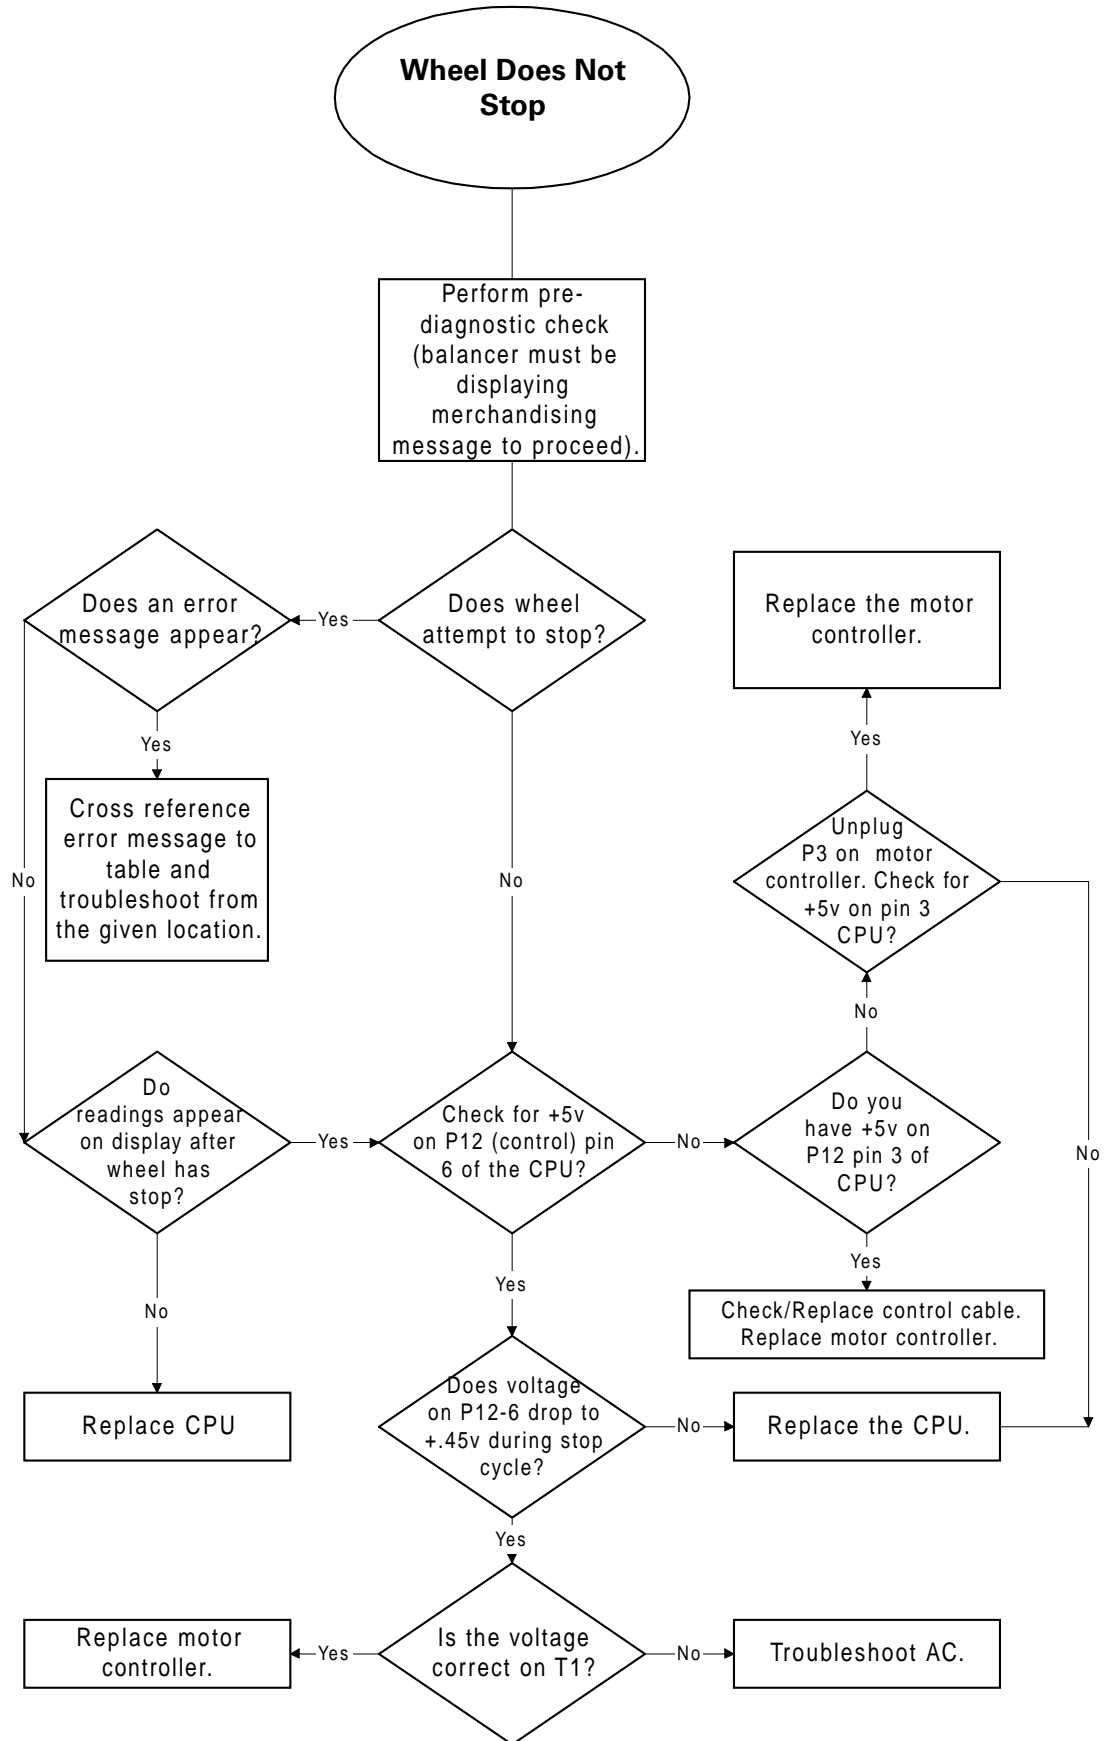 Wheel Does Not
Stop
Perform pre-
diagnostic check
(balancer must be
displaying
merchandising
message to proceed).
Does an error
message appear?
Yes
Does wheel
attempt to stop?
Replace the motor
controller.
Yes
Yes
Cross reference
error message to
table and
troubleshoot from
the given location.
No
No
Unplug
P3 on motor
controller. Check for
+5v on pin 3
CPU?
No
No
Do
readings appear
on display after
wheel has
stop?
Yes
Check for +5v
on P12 (control) pin
6 of the CPU?
No
Do you
have +5v on
P12 pin 3 of
CPU?
Yes
Yes
No
Check/Replace control cable.
Replace motor controller.
Replace CPU
Does voltage
on P12-6 drop to
+.45v during stop
cycle?
No
Replace the CPU.
Yes
Replace motor
controller.
Yes
Is the voltage
correct on T1?
No
Troubleshoot AC.